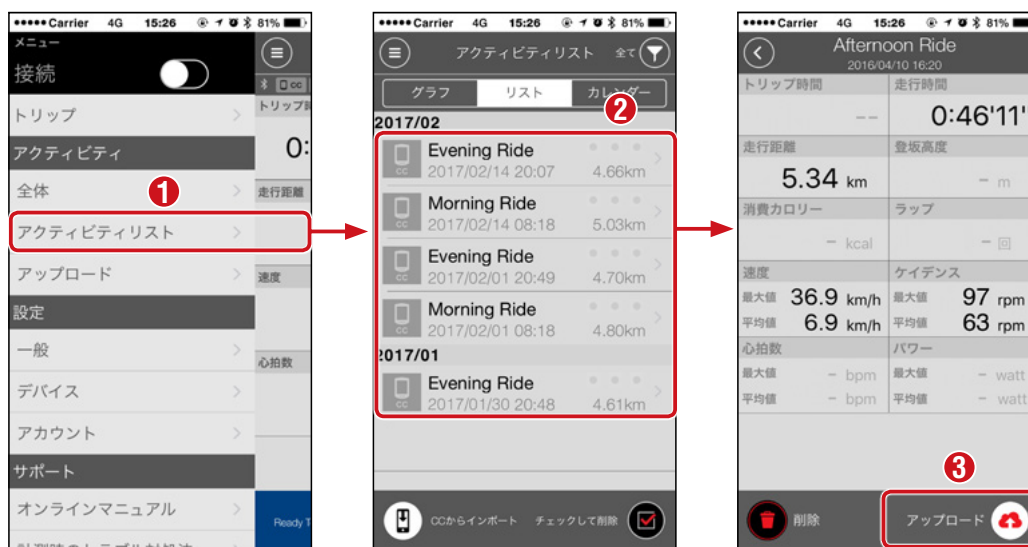 Carrier 4G 15:26 81%
メニュー
接続
トリップ
アクティビティ
全体
1
アクティビティリスト
アップロード
設定
一般
デバイス
アカウント
サポート
オンラインマニュアル
cc
トリップ時
0:
走行距離
速度
心拍数
Ready T
Carrier 4G 15:26 81%
アクティビティリスト 全て
グラフ リスト カレンダー
2
2017/02
Evening Ride
CC 2017/02/14 20:07 4.66km
Morning Ride
CC 2017/02/14 08:18 5.03km
Evening Ride
CC 2017/02/01 20:49 4.70km
Morning Ride
CC 2017/02/01 08:18 4.80km
2017/01
Evening Ride
CC 2017/01/30 20:48 4.61km
CCからインポート チェックして削除
Carrier 4G 15:26 81%
Afternoon Ride
2016/04/10 16:20
トリップ時間 走行時間
-- 0:46'11"
走行距離 登坂高度
5.34 km - m
消費カロリー ラップ
- kcal - 回
速度 ケイデンス
最大値 36.9 km/h 最大値 97 rpm
平均値 6.9 km/h 平均値 63 rpm
心拍数 パワー
最大値 - bpm 最大値 - watt
平均値 - bpm 平均値 - watt
3
削除 アップロード